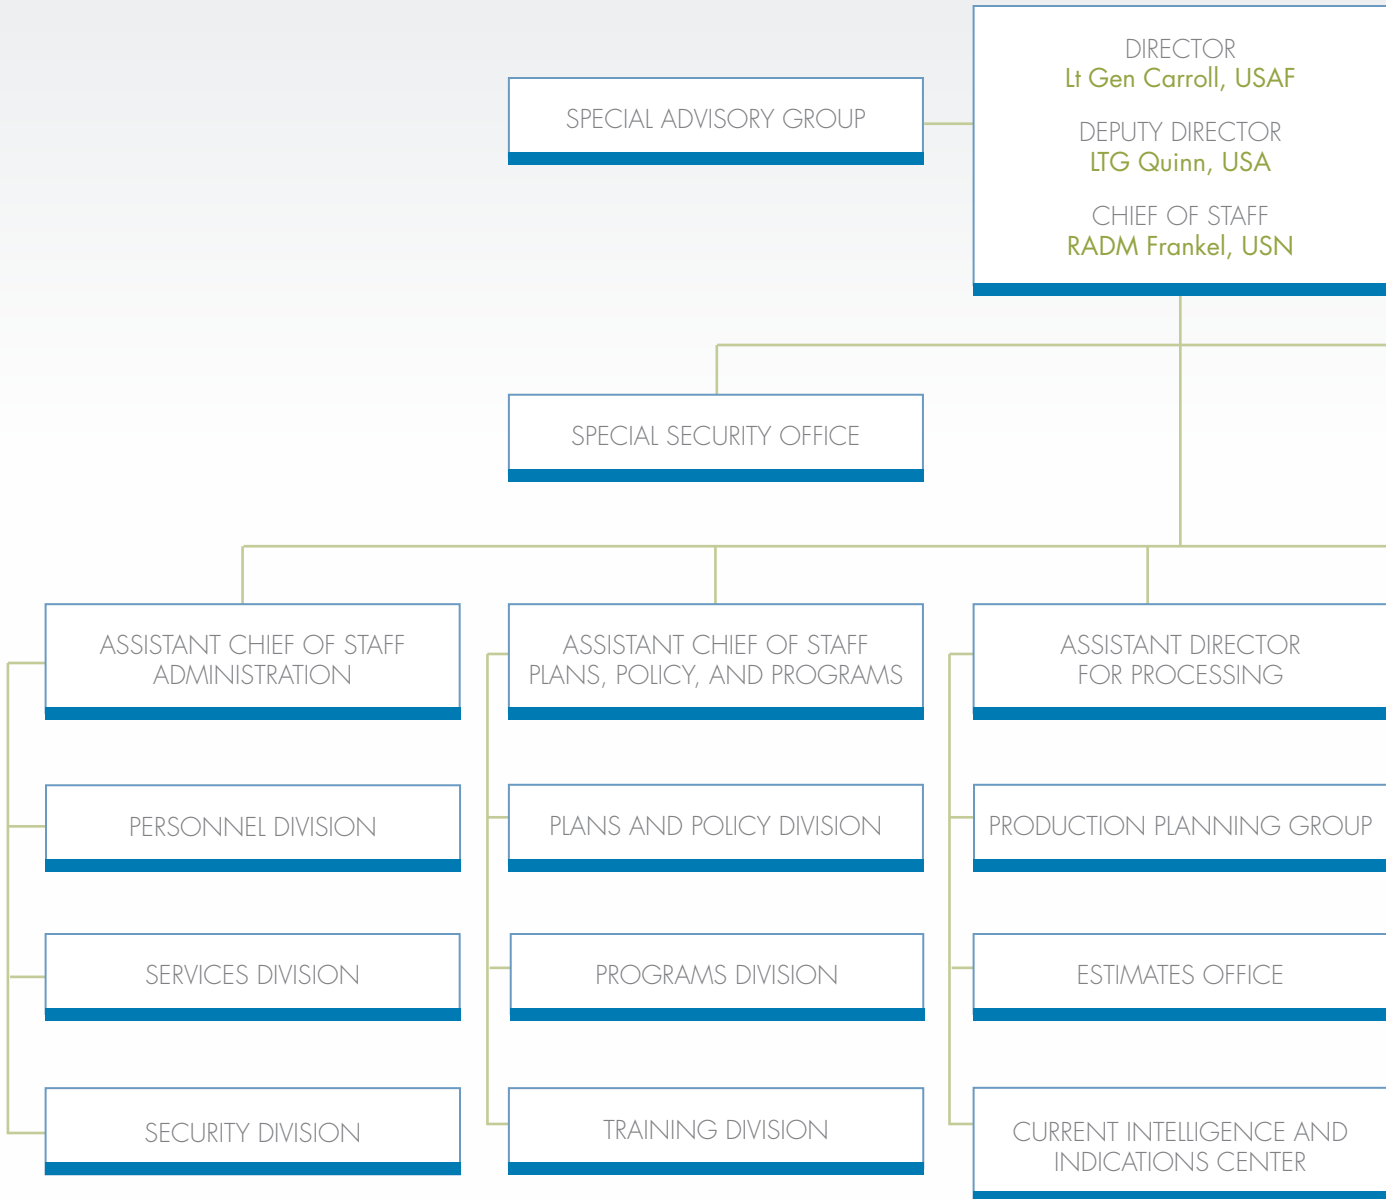 DIRECTOR
Lt Gen Carroll, USAF
DEPUTY DIRECTOR
LTG Quinn, USA
CHIEF OF STAFF
RADM Frankel, USN
SPECIAL ADVISORY GROUP
SPECIAL SECURITY OFFICE
ASSISTANT CHIEF OF STAFF
ADMINISTRATION
PERSONNEL DIVISION
SERVICES DIVISION
SECURITY DIVISION
ASSISTANT CHIEF OF STAFF
PLANS, POLICY, AND PROGRAMS
PLANS AND POLICY DIVISION
PROGRAMS DIVISION
TRAINING DIVISION
ASSISTANT DIRECTOR
FOR PROCESSING
PRODUCTION PLANNING GROUP
ESTIMATES OFFICE
CURRENT INTELLIGENCE AND
INDICATIONS CENTER